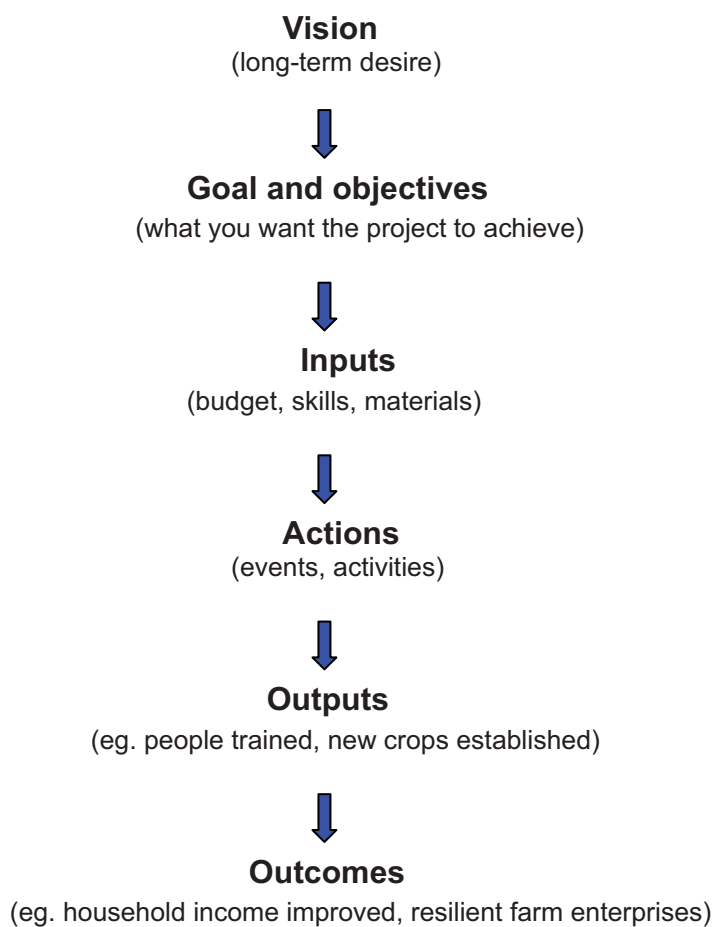 Vision
(long-term desire)
Goal and objectives
(what you want the project to achieve)
Inputs
(budget, skills, materials)
Actions
(events, activities)
Outputs
(eg. people trained, new crops established)
Outcomes
(eg. household income improved, resilient farm enterprises)